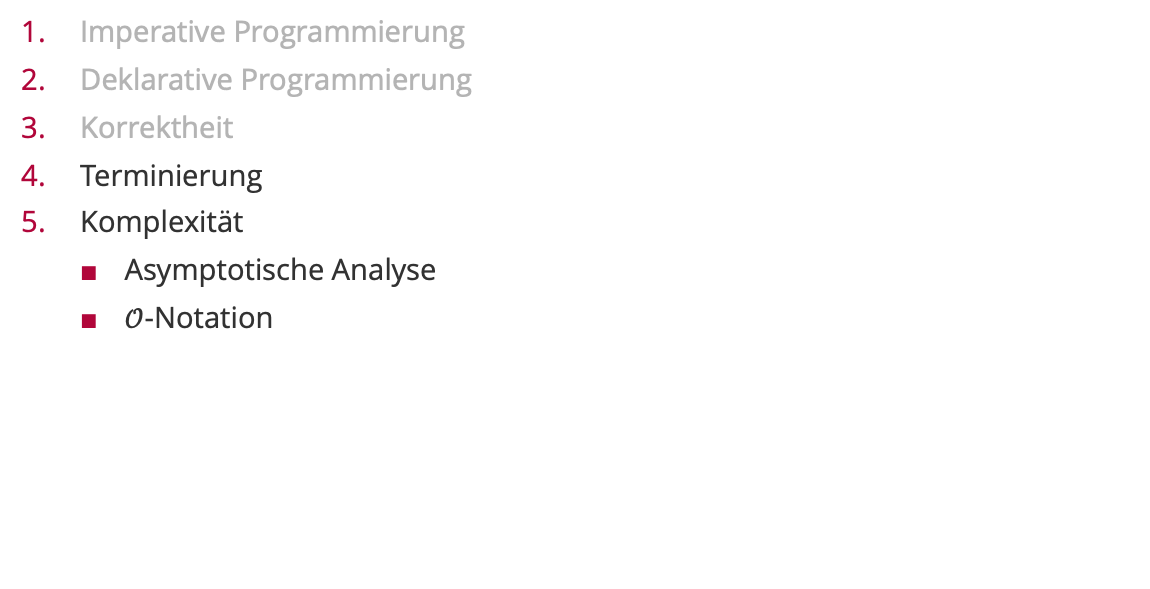 1. Imperative Programmierung
2. Deklarative Programmierung
3. Korrektheit
4. Terminierung
5. Komplexität
■ Asymptotische Analyse
■ 𝒪-Notation